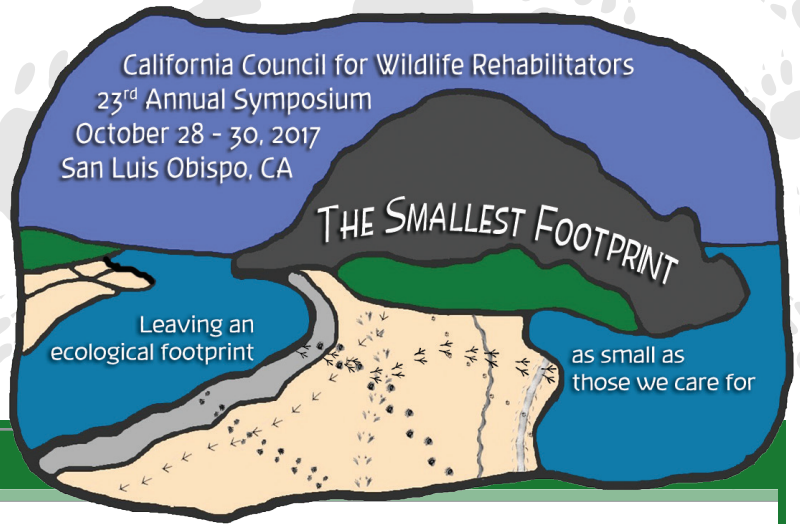 California Council for Wildlife Rehabilitators
23rd Annual Symposium
October 28 - 30, 2017
San Luis Obispo, CA
The Smallest Footprint
Leaving an
ecological footprint
as small as
those we care for